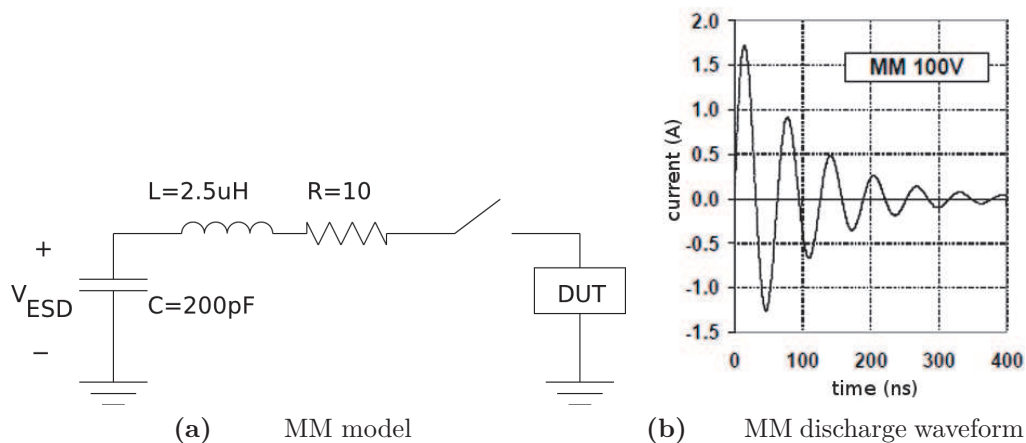 L=2.5uH
R=10
+
V_ESD
−
C=200pF
DUT
(a) MM model
2.0
1.5
1.0
0.5
0.0
-0.5
-1.0
-1.5
current (A)
MM 100V
0 100 200 300 400
time (ns)
(b) MM discharge waveform